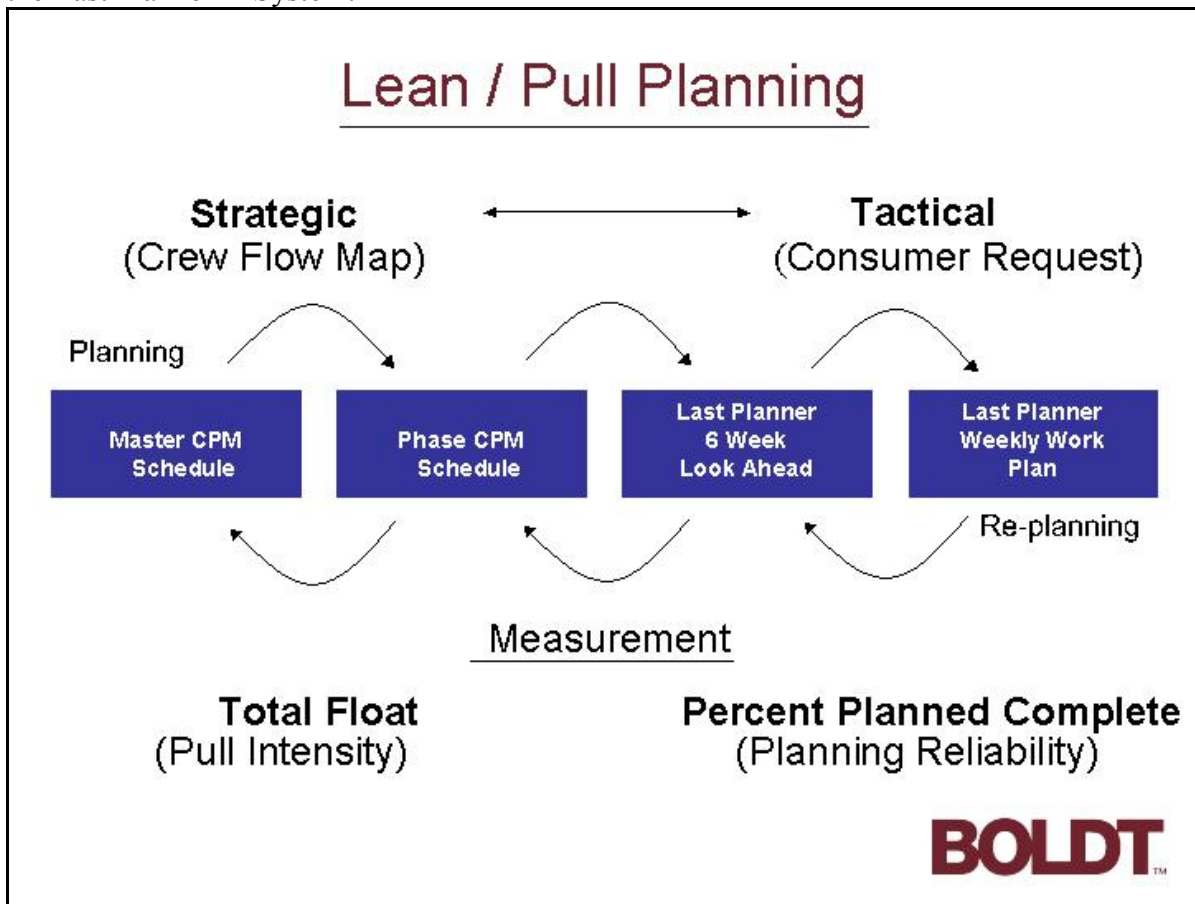 Lean / Pull Planning
Strategic
(Crew Flow Map)
Tactical
(Consumer Request)
Planning
Master CPM
Schedule
Phase CPM
Schedule
Last Planner
6 Week
Look Ahead
Last Planner
Weekly Work
Plan
Re-planning
Measurement
Total Float
(Pull Intensity)
Percent Planned Complete
(Planning Reliability)
BOLDT™